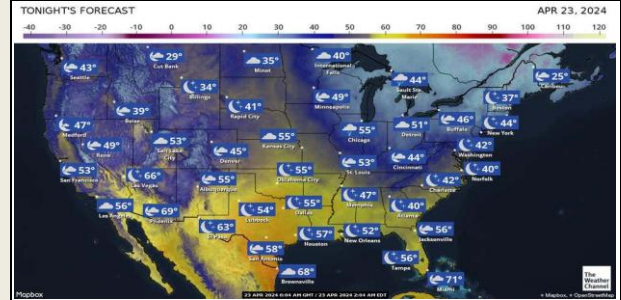 TONIGHT'S FORECAST
APR 23, 2024
-40 -30 -20 -10 0 10 20 30 40 50 60 70 80 90 100 110 120
43° Seattle
29° Cut Bank
35° Minot
40° International Falls
44° Sault Ste. Marie
25° Caribou
34° Billings
49° Minneapolis
37° Boston
39° Boise
41° Rapid City
46° Buffalo
44° New York
47° Medford
55° Chicago
51° Detroit
49° Reno
53° Salt Lake City
45° Denver
55° Kansas City
42° Washington
53° San Francisco
66° Las Vegas
55° Albuquerque
55° Oklahoma City
53° St. Louis
44° Cincinnati
40° Norfolk
42° Charlotte
56° Los Angeles
69° Phoenix
54° Lubbock
55° Dallas
47° Memphis
40° Atlanta
63° El Paso
58° San Antonio
57° Houston
52° New Orleans
56° Jacksonville
68° Brownsville
56° Tampa
71° Miami
The
Weather
Channel
Mapbox
23 APR 2024 6:04 AM GMT / 23 APR 2024 2:04 AM EDT
© Mapbox, © OpenStreetMap